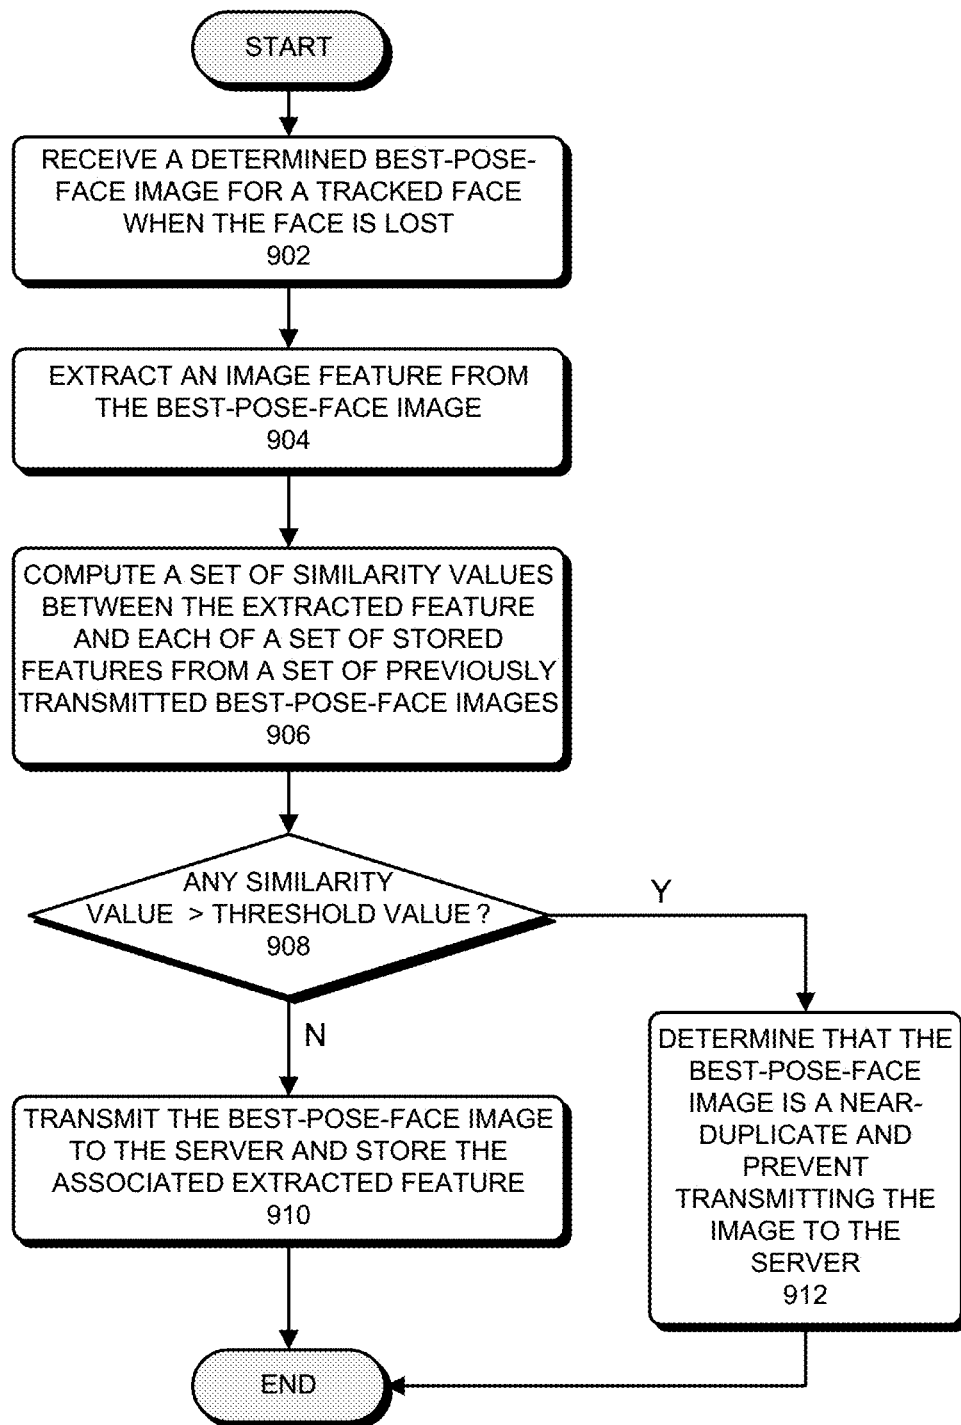 START
RECEIVE A DETERMINED BEST-POSE-
FACE IMAGE FOR A TRACKED FACE
WHEN THE FACE IS LOST
902
EXTRACT AN IMAGE FEATURE FROM
THE BEST-POSE-FACE IMAGE
904
COMPUTE A SET OF SIMILARITY VALUES
BETWEEN THE EXTRACTED FEATURE
AND EACH OF A SET OF STORED
FEATURES FROM A SET OF PREVIOUSLY
TRANSMITTED BEST-POSE-FACE IMAGES
906
ANY SIMILARITY
VALUE > THRESHOLD VALUE ?
908
Y
N
TRANSMIT THE BEST-POSE-FACE IMAGE
TO THE SERVER AND STORE THE
ASSOCIATED EXTRACTED FEATURE
910
DETERMINE THAT THE
BEST-POSE-FACE
IMAGE IS A NEAR-
DUPLICATE AND
PREVENT
TRANSMITTING THE
IMAGE TO THE
SERVER
912
END